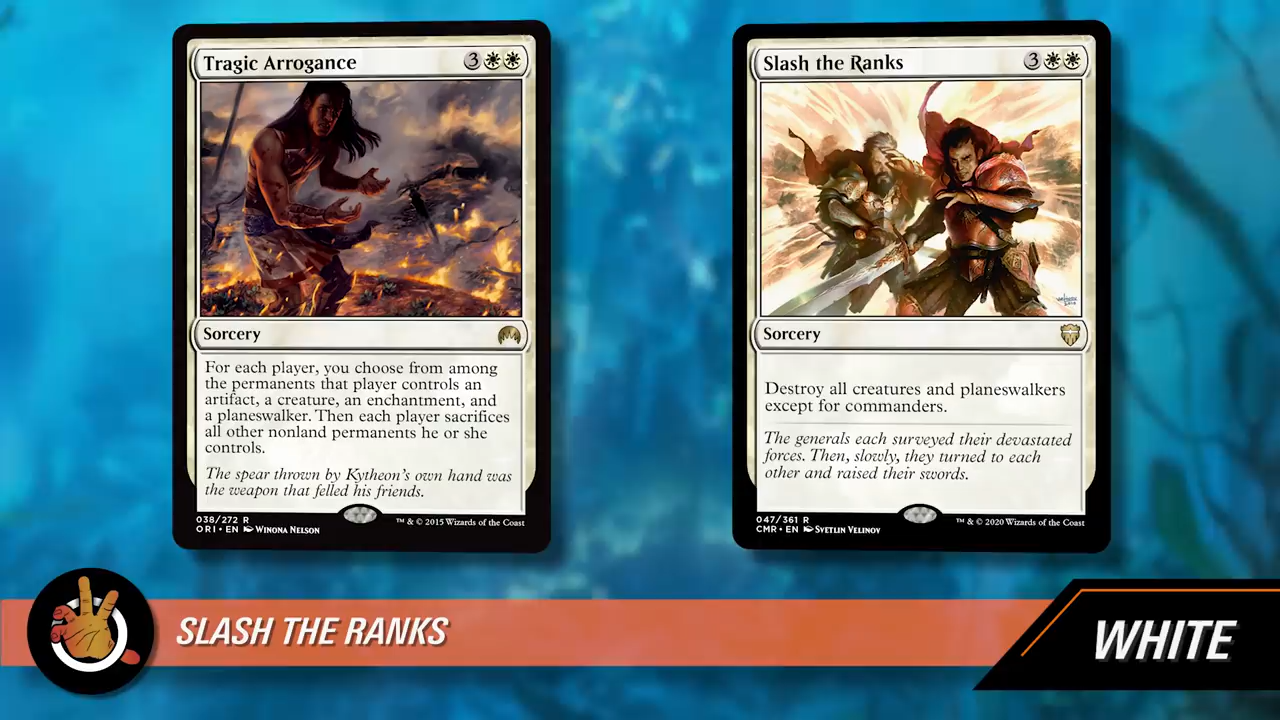 Tragic Arrogance
3
Sorcery
For each player, you choose from among
the permanents that player controls an
artifact, a creature, an enchantment, and
a planeswalker. Then each player sacrifices
all other nonland permanents he or she
controls.
The spear thrown by Kytheon's own hand was
the weapon that felled his friends.
038/272 R
ORI • EN Winona Nelson
™ & © 2015 Wizards of the Coast
Slash the Ranks
3
Sorcery
Destroy all creatures and planeswalkers
except for commanders.
The generals each surveyed their devastated
forces. Then, slowly, they turned to each
other and raised their swords.
047/361 R
CMR • EN Svetlin Velinov
™ & © 2020 Wizards of the Coast
SLASH THE RANKS
WHITE